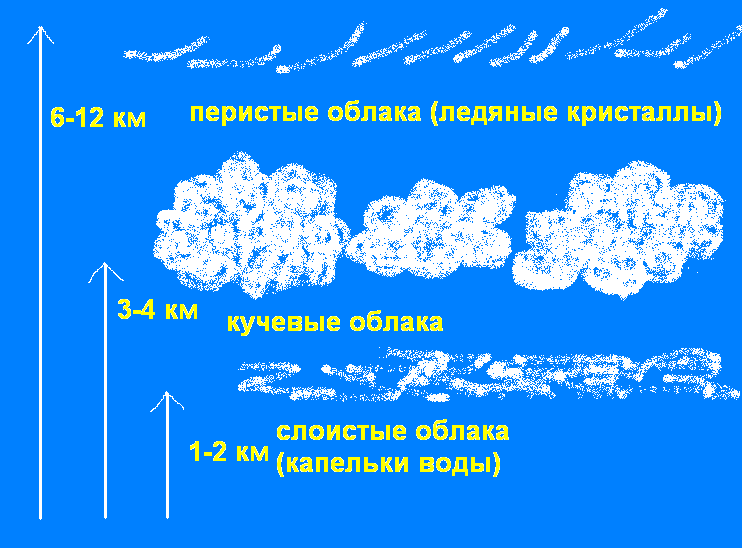 6-12 км
перистые облака (ледяные кристаллы)
3-4 км
кучевые облака
1-2 км
слоистые облака
(капельки воды)